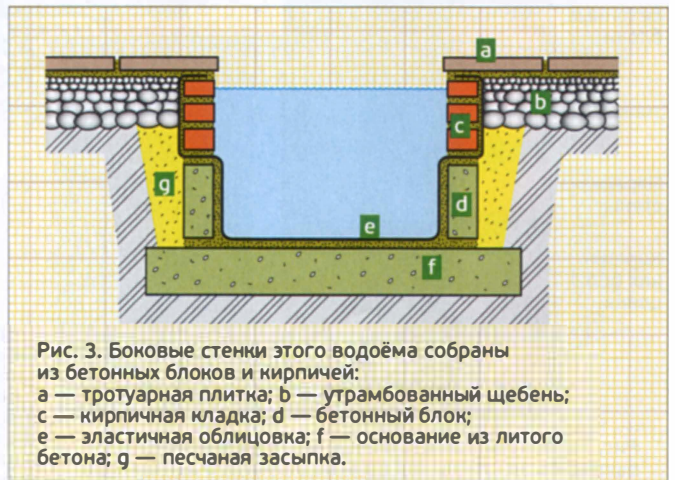 a
b
c
g
d
e
f
Рис. 3. Боковые стенки этого водоёма собраны
из бетонных блоков и кирпичей:
a — тротуарная плитка; b — утрамбованный щебень;
c — кирпичная кладка; d — бетонный блок;
e — эластичная облицовка; f — основание из литого
бетона; g — песчаная засыпка.